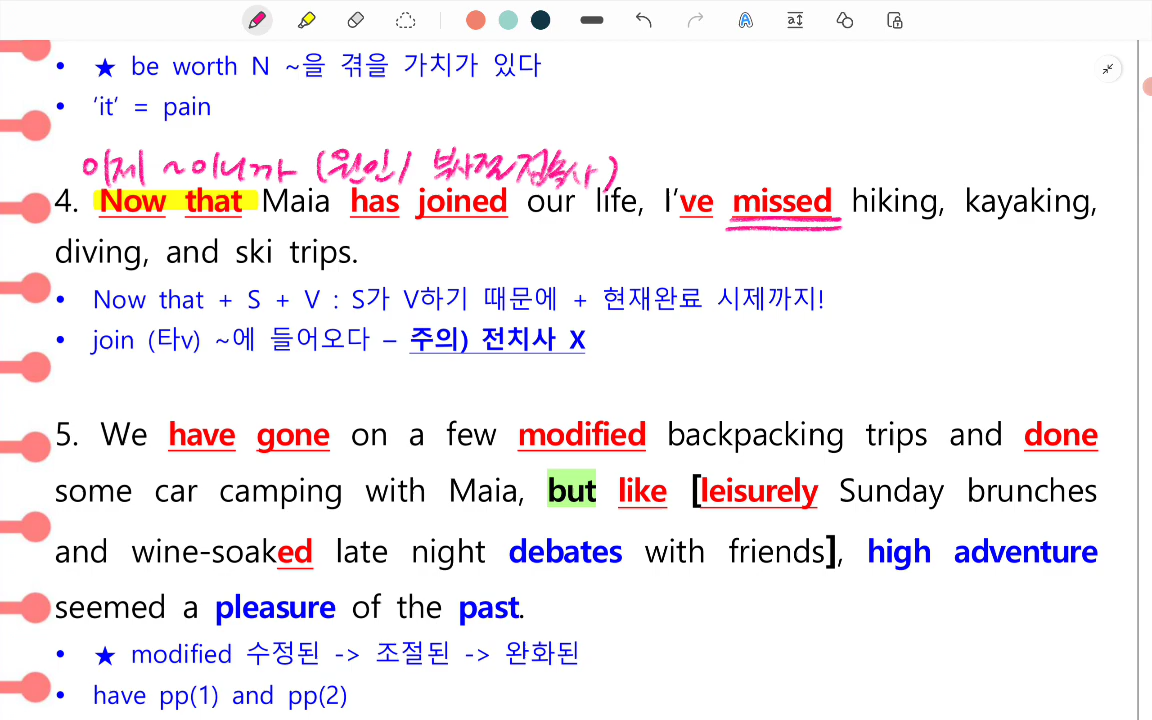 • ★ be worth N ~을 겪을 가치가 있다
• ‘it’ = pain
이제 ~이니까 (원인 / 부사절접속사)
4. Now that Maia has joined our life, I’ve missed hiking, kayaking,
diving, and ski trips.
• Now that + S + V : S가 V하기 때문에 + 현재완료 시제까지!
• join (타v) ~에 들어오다 – 주의) 전치사 X
5. We have gone on a few modified backpacking trips and done
some car camping with Maia, but like [leisurely Sunday brunches
and wine-soaked late night debates with friends], high adventure
seemed a pleasure of the past.
• ★ modified 수정된 -> 조절된 -> 완화된
• have pp(1) and pp(2)